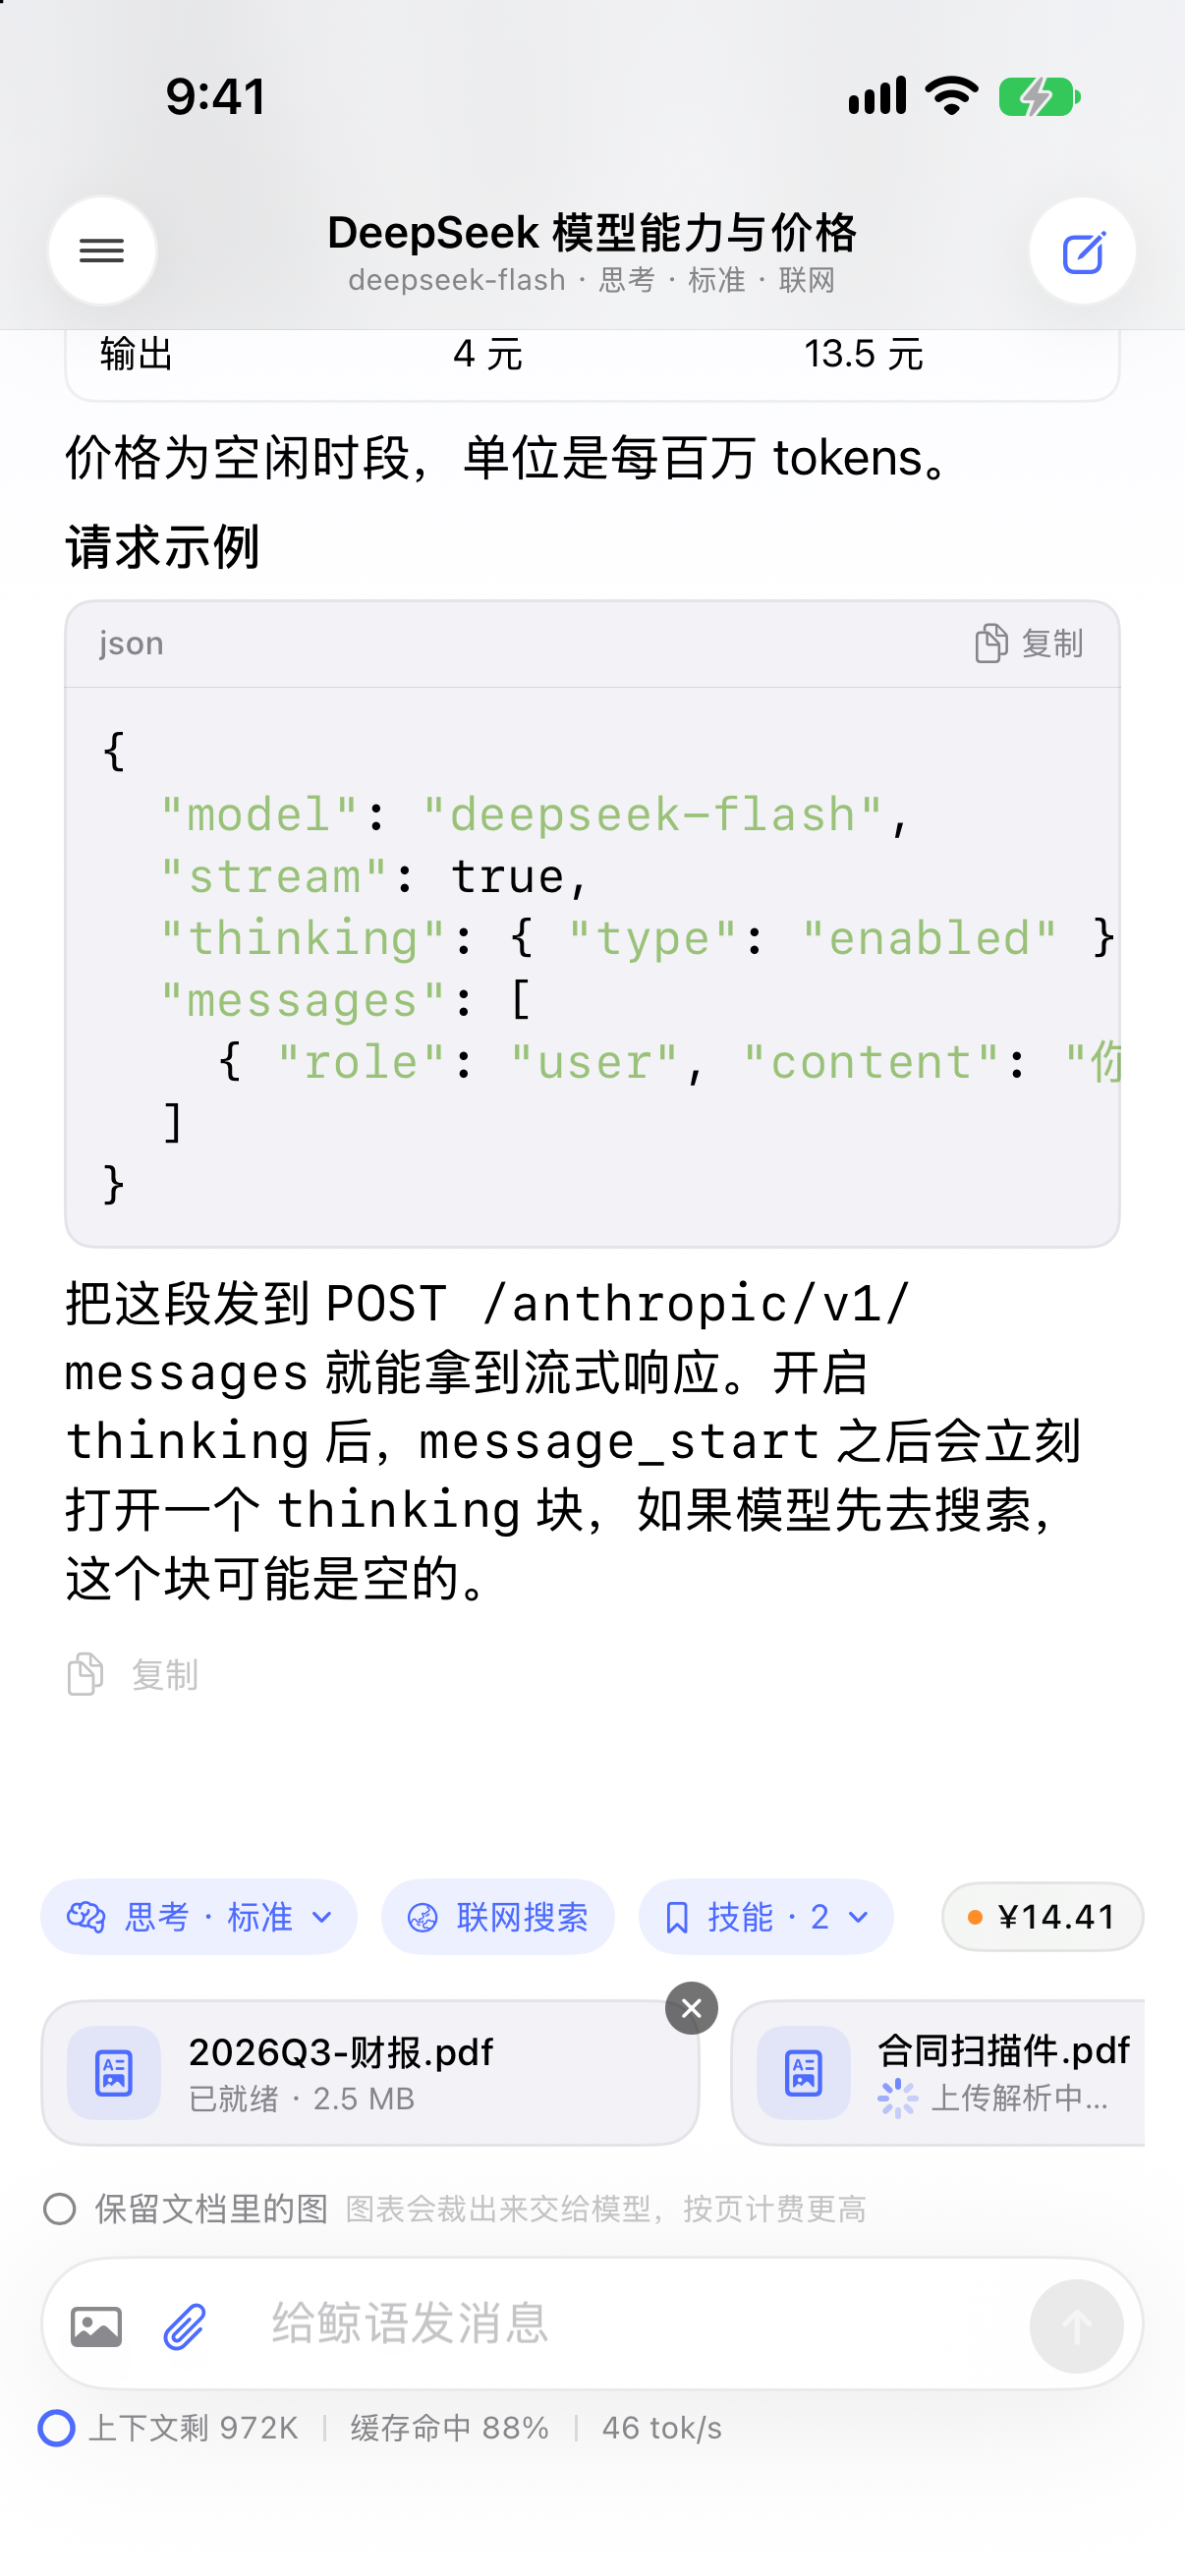 9:41
DeepSeek 模型能力与价格
deepseek-flash · 思考 · 标准 · 联网
输出 4 元 13.5 元
价格为空闲时段，单位是每百万 tokens。
请求示例
json 复制
{
  "model": "deepseek-flash",
  "stream": true,
  "thinking": { "type": "enabled" }
  "messages": [
    { "role": "user", "content": "你
  ]
}
把这段发到 POST /anthropic/v1/
messages 就能拿到流式响应。开启
thinking 后，message_start 之后会立刻
打开一个 thinking 块，如果模型先去搜索，
这个块可能是空的。
复制
思考 · 标准 联网搜索 技能 · 2 ¥14.41
2026Q3-财报.pdf
已就绪 · 2.5 MB
合同扫描件.pdf
上传解析中...
保留文档里的图 图表会裁出来交给模型，按页计费更高
给鲸语发消息
上下文剩 972K | 缓存命中 88% | 46 tok/s